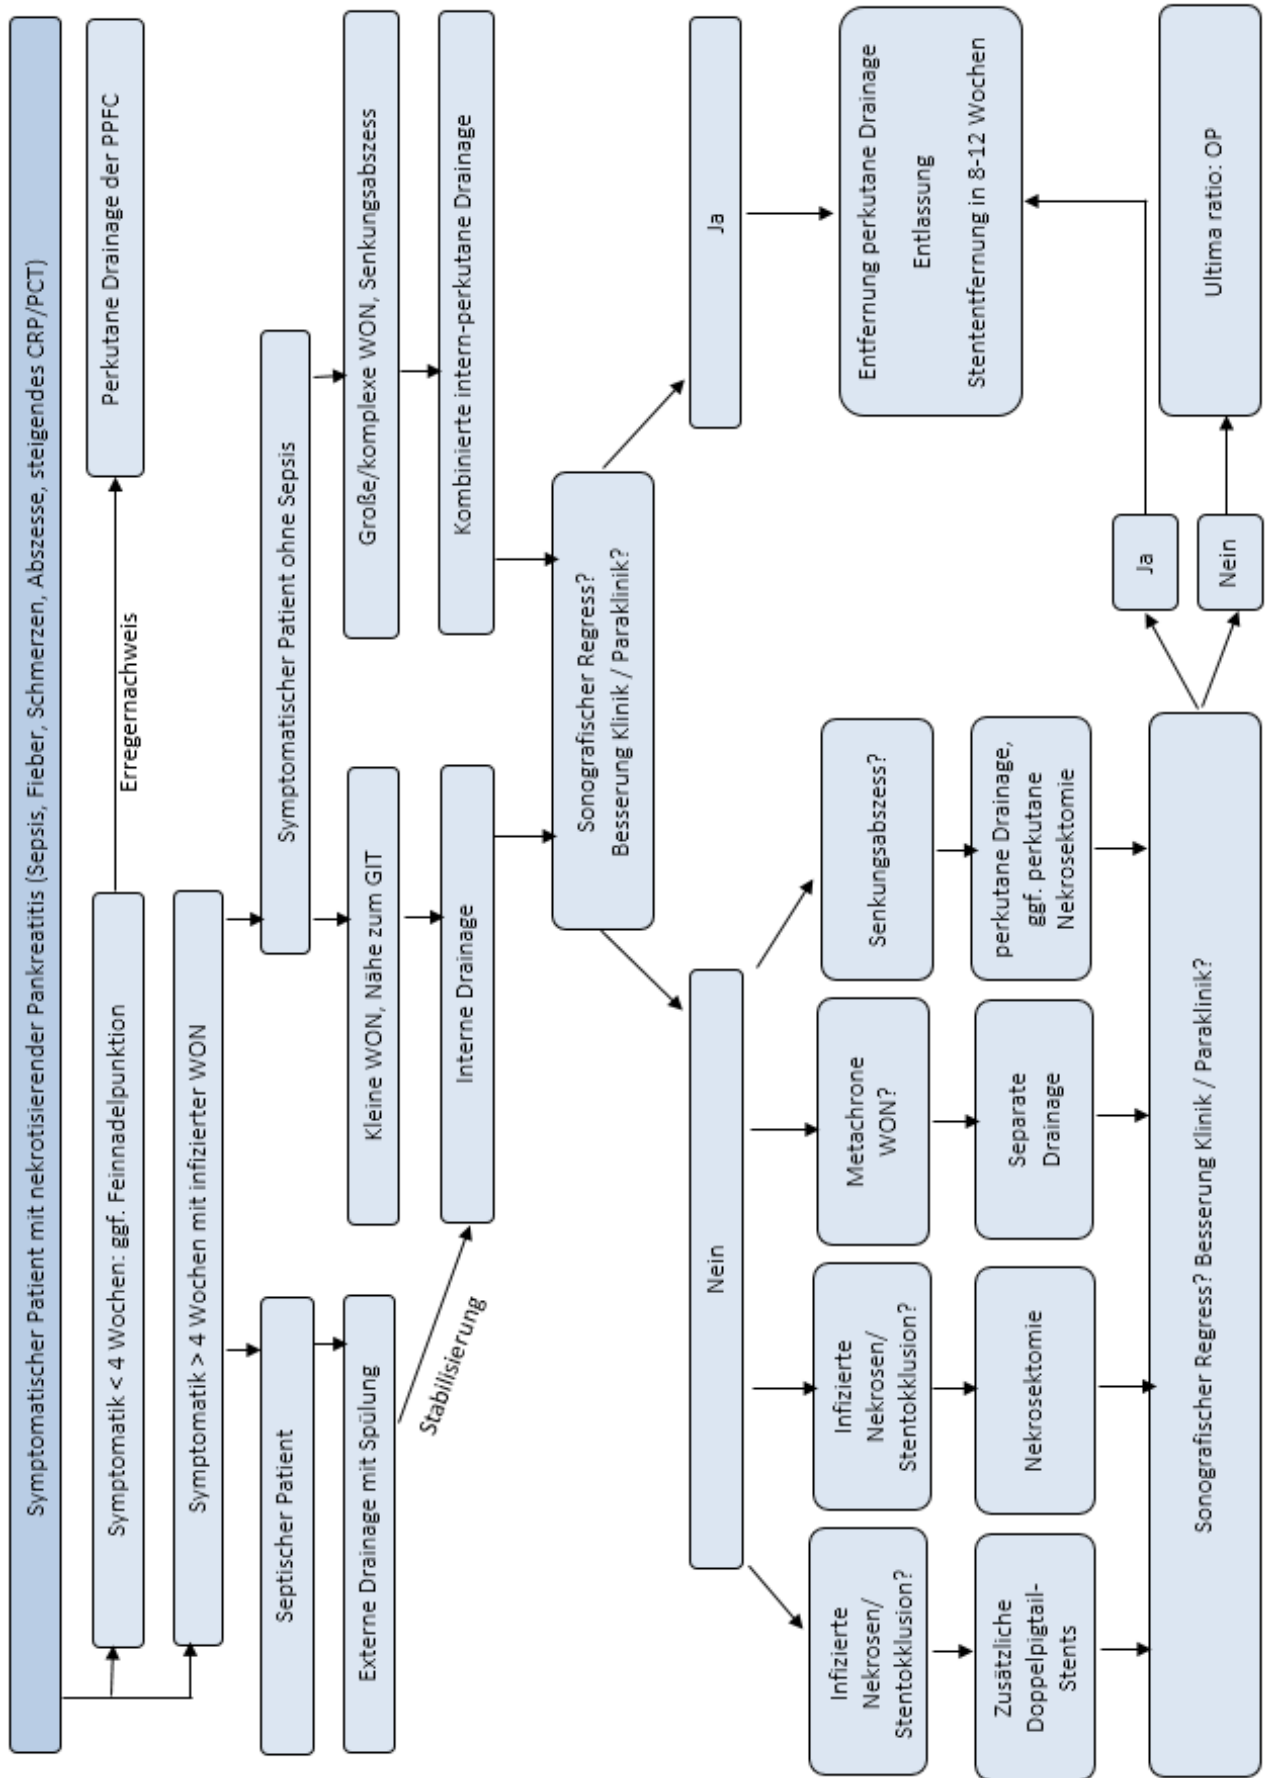 Symptomatischer Patient mit nekrotisierender Pankreatitis (Sepsis, Fieber, Schmerzen, Abszesse, steigendes CRP/PCT)
Symptomatik < 4 Wochen: ggf. Feinnadelpunktion
Erregernachweis
Perkutane Drainage der PPFC
Symptomatik > 4 Wochen mit infizierter WON
Septischer Patient
Symptomatischer Patient ohne Sepsis
Externe Drainage mit Spülung
Kleine WON, Nähe zum GIT
Große/komplexe WON, Senkungsabszess
Stabilisierung
Interne Drainage
Kombinierte intern-perkutane Drainage
Sonografischer Regress?
Besserung Klinik / Paraklinik?
Nein
Ja
Infizierte
Nekrosen/
Stentokklusion?
Infizierte
Nekrosen/
Stentokklusion?
Metachrone
WON?
Senkungsabszess?
Entfernung perkutane Drainage
Entlassung
Stententfernung in 8-12 Wochen
Zusätzliche
Doppelpigtail-
Stents
Nekrosektomie
Separate
Drainage
perkutane Drainage,
ggf. perkutane
Nekrosektomie
Sonografischer Regress? Besserung Klinik / Paraklinik?
Ja
Nein
Ultima ratio: OP